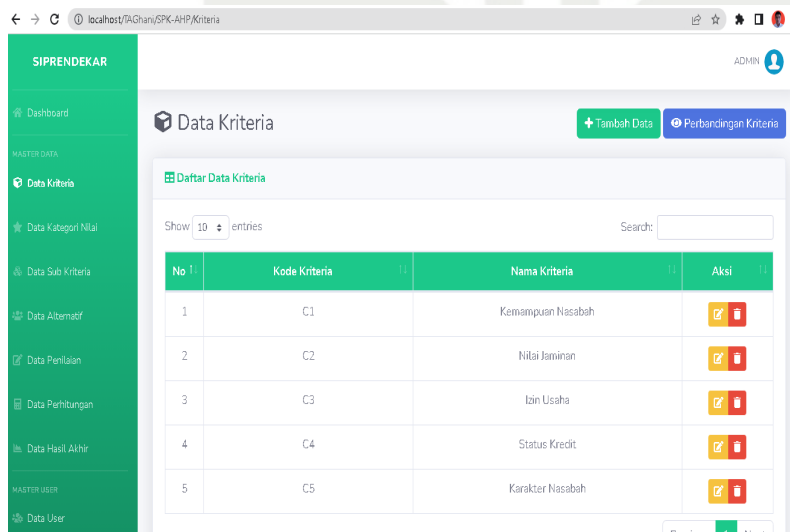 localhost/TAGhani/SPK-AHP/Kriteria
SIPRENDEKAR
ADMIN
Dashboard
MASTER DATA
Data Kriteria
Data Kategori Nilai
Data Sub Kriteria
Data Alternatif
Data Penilaian
Data Perhitungan
Data Hasil Akhir
MASTER USER
Data User
Data Kriteria
Tambah Data
Perbandingan Kriteria
Daftar Data Kriteria
Show 10 entries
Search:
No Kode Kriteria Nama Kriteria Aksi
1 C1 Kemampuan Nasabah
2 C2 Nilai Jaminan
3 C3 Izin Usaha
4 C4 Status Kredit
5 C5 Karakter Nasabah